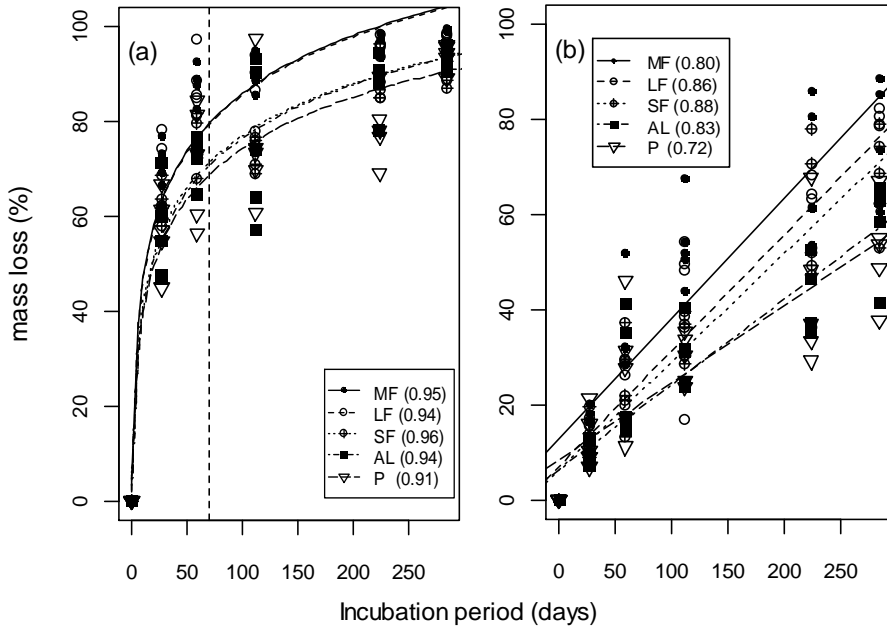 (a)
(b)
mass loss (%)
0
20
40
60
80
100
0
20
40
60
80
100
MF (0.95)
LF (0.94)
SF (0.96)
AL (0.94)
P (0.91)
MF (0.80)
LF (0.86)
SF (0.88)
AL (0.83)
P (0.72)
0 50 100 150 200 250
0 50 100 150 200 250
Incubation period (days)